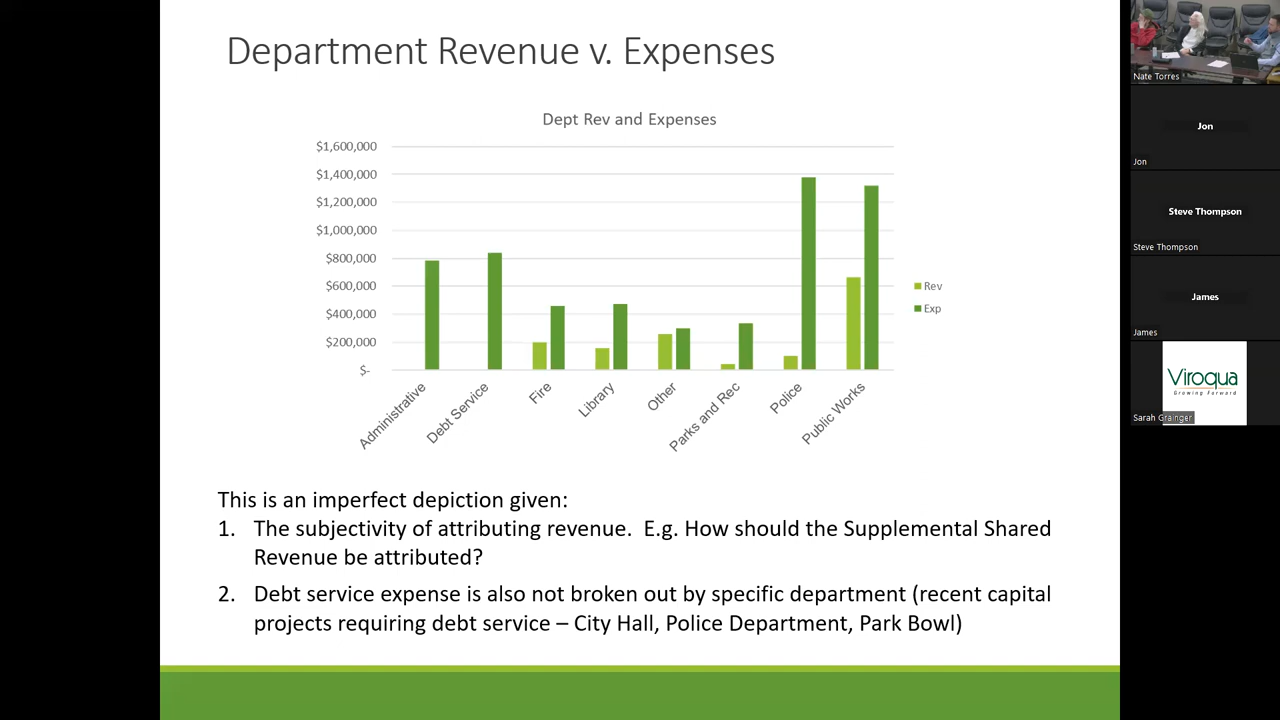 Department Revenue v. Expenses
Dept Rev and Expenses
$1,600,000
$1,400,000
$1,200,000
$1,000,000
$800,000
$600,000
$400,000
$200,000
$-
Administrative
Debt Service
Fire
Library
Other
Parks and Rec
Police
Public Works
Rev
Exp
This is an imperfect depiction given:
1. The subjectivity of attributing revenue. E.g. How should the Supplemental Shared
Revenue be attributed?
2. Debt service expense is also not broken out by specific department (recent capital
projects requiring debt service – City Hall, Police Department, Park Bowl)
Nate Torres
Jon
Jon
Steve Thompson
Steve Thompson
James
James
Viroqua
Growing Forward
Sarah Grainger